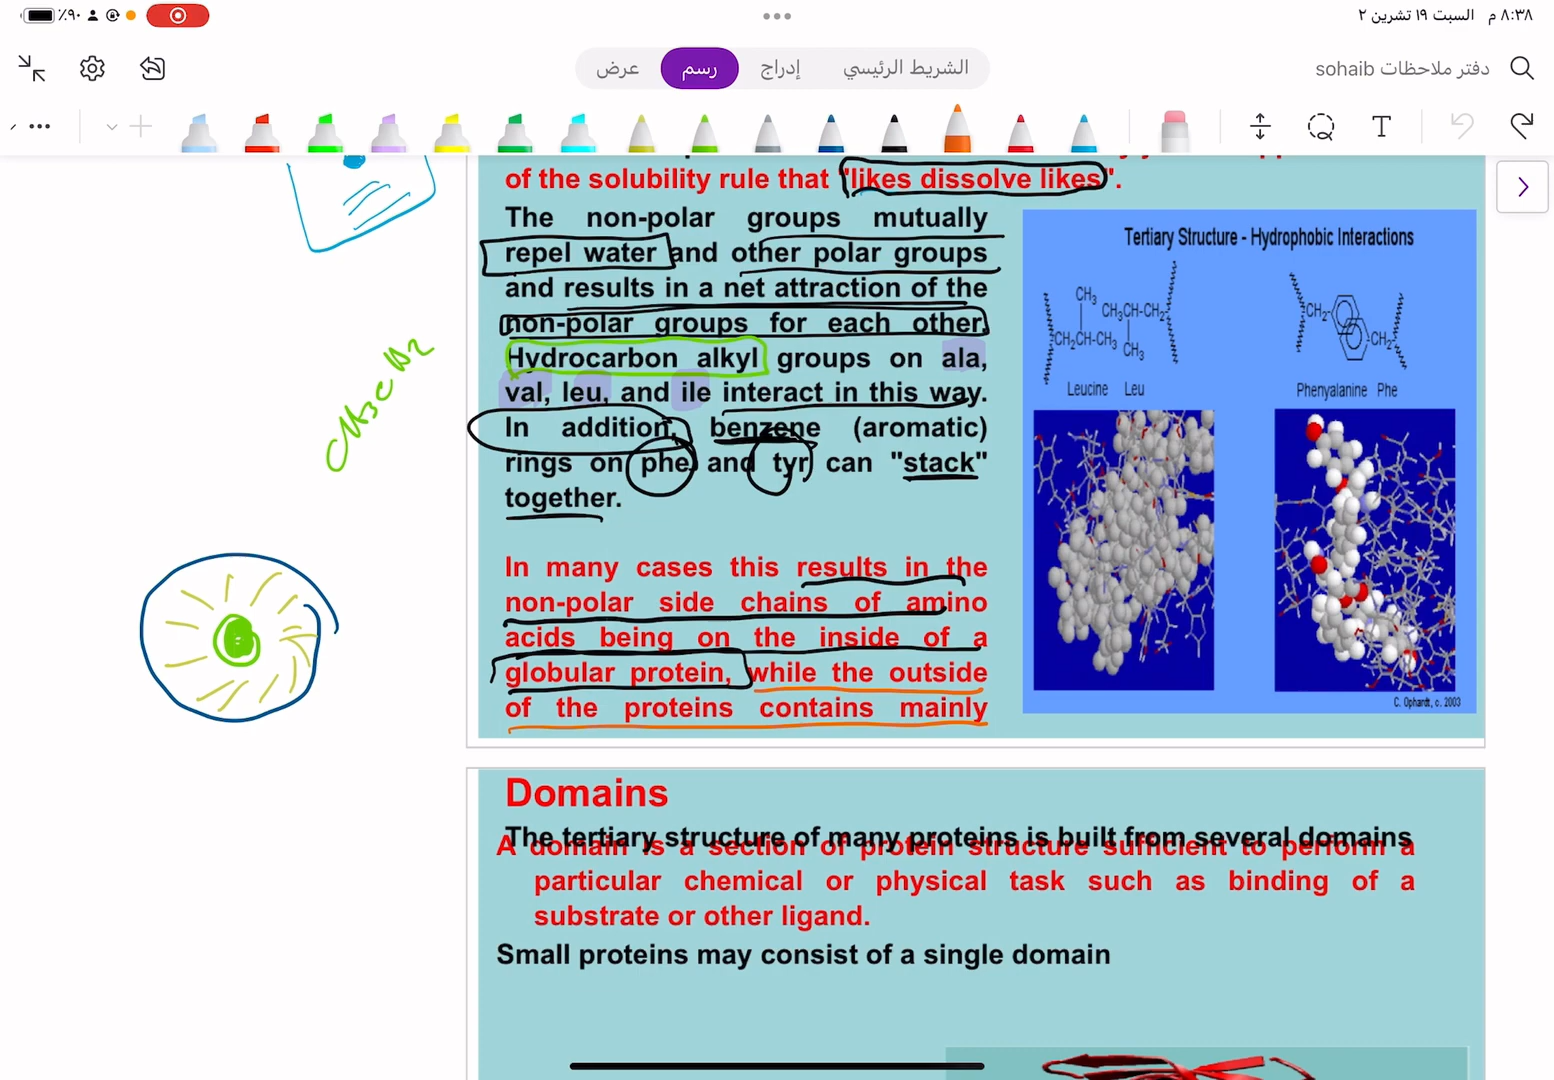 ٪٩٠
٨:٣٨ م السبت ١٩ تشرين ٢
الشريط الرئيسي إدراج رسم عرض
دفتر ملاحظات sohaib
of the solubility rule that "likes dissolve likes".
The non-polar groups mutually
repel water and other polar groups
and results in a net attraction of the
non-polar groups for each other.
Hydrocarbon alkyl groups on ala,
val, leu, and ile interact in this way.
In addition, benzene (aromatic)
rings on phe and tyr can "stack"
together.
In many cases this results in the
non-polar side chains of amino
acids being on the inside of a
globular protein, while the outside
of the proteins contains mainly
Tertiary Structure - Hydrophobic Interactions
CH3
CH3CH-CH2
CH2CH-CH3
CH3
Leucine Leu
CH2
CH2
Phenyalanine Phe
C. Ophardt, c. 2003
Domains
The tertiary structure of many proteins is built from several domains
A domain is a section of protein structure sufficient to perform a
particular chemical or physical task such as binding of a
substrate or other ligand.
Small proteins may consist of a single domain